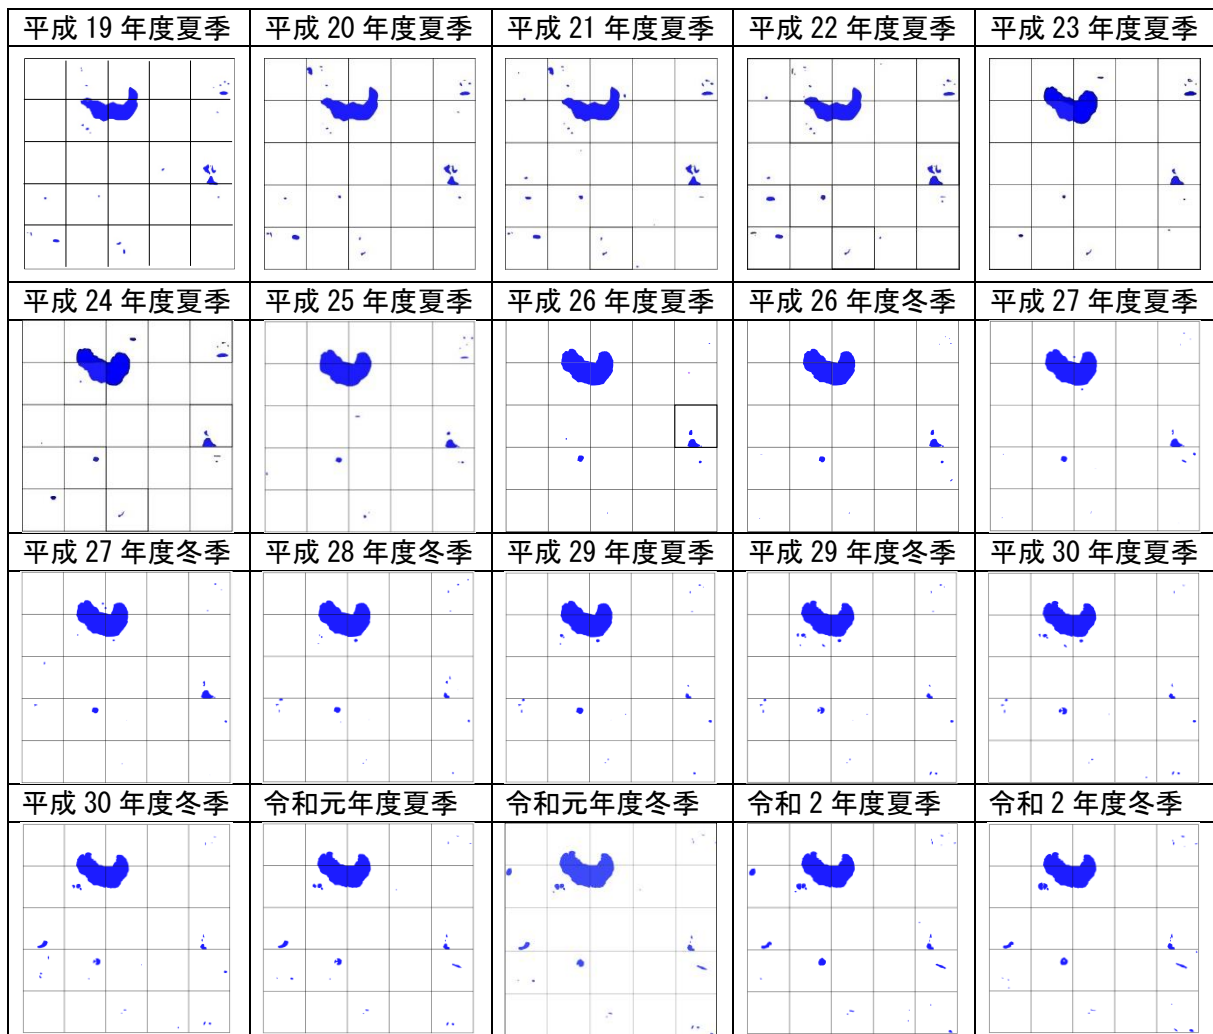 平成 19 年度夏季 平成 20 年度夏季 平成 21 年度夏季 平成 22 年度夏季 平成 23 年度夏季
平成 24 年度夏季 平成 25 年度夏季 平成 26 年度夏季 平成 26 年度冬季 平成 27 年度夏季
平成 27 年度冬季 平成 28 年度冬季 平成 29 年度夏季 平成 29 年度冬季 平成 30 年度夏季
平成 30 年度冬季 令和元年度夏季 令和元年度冬季 令和 2 年度夏季 令和 2 年度冬季